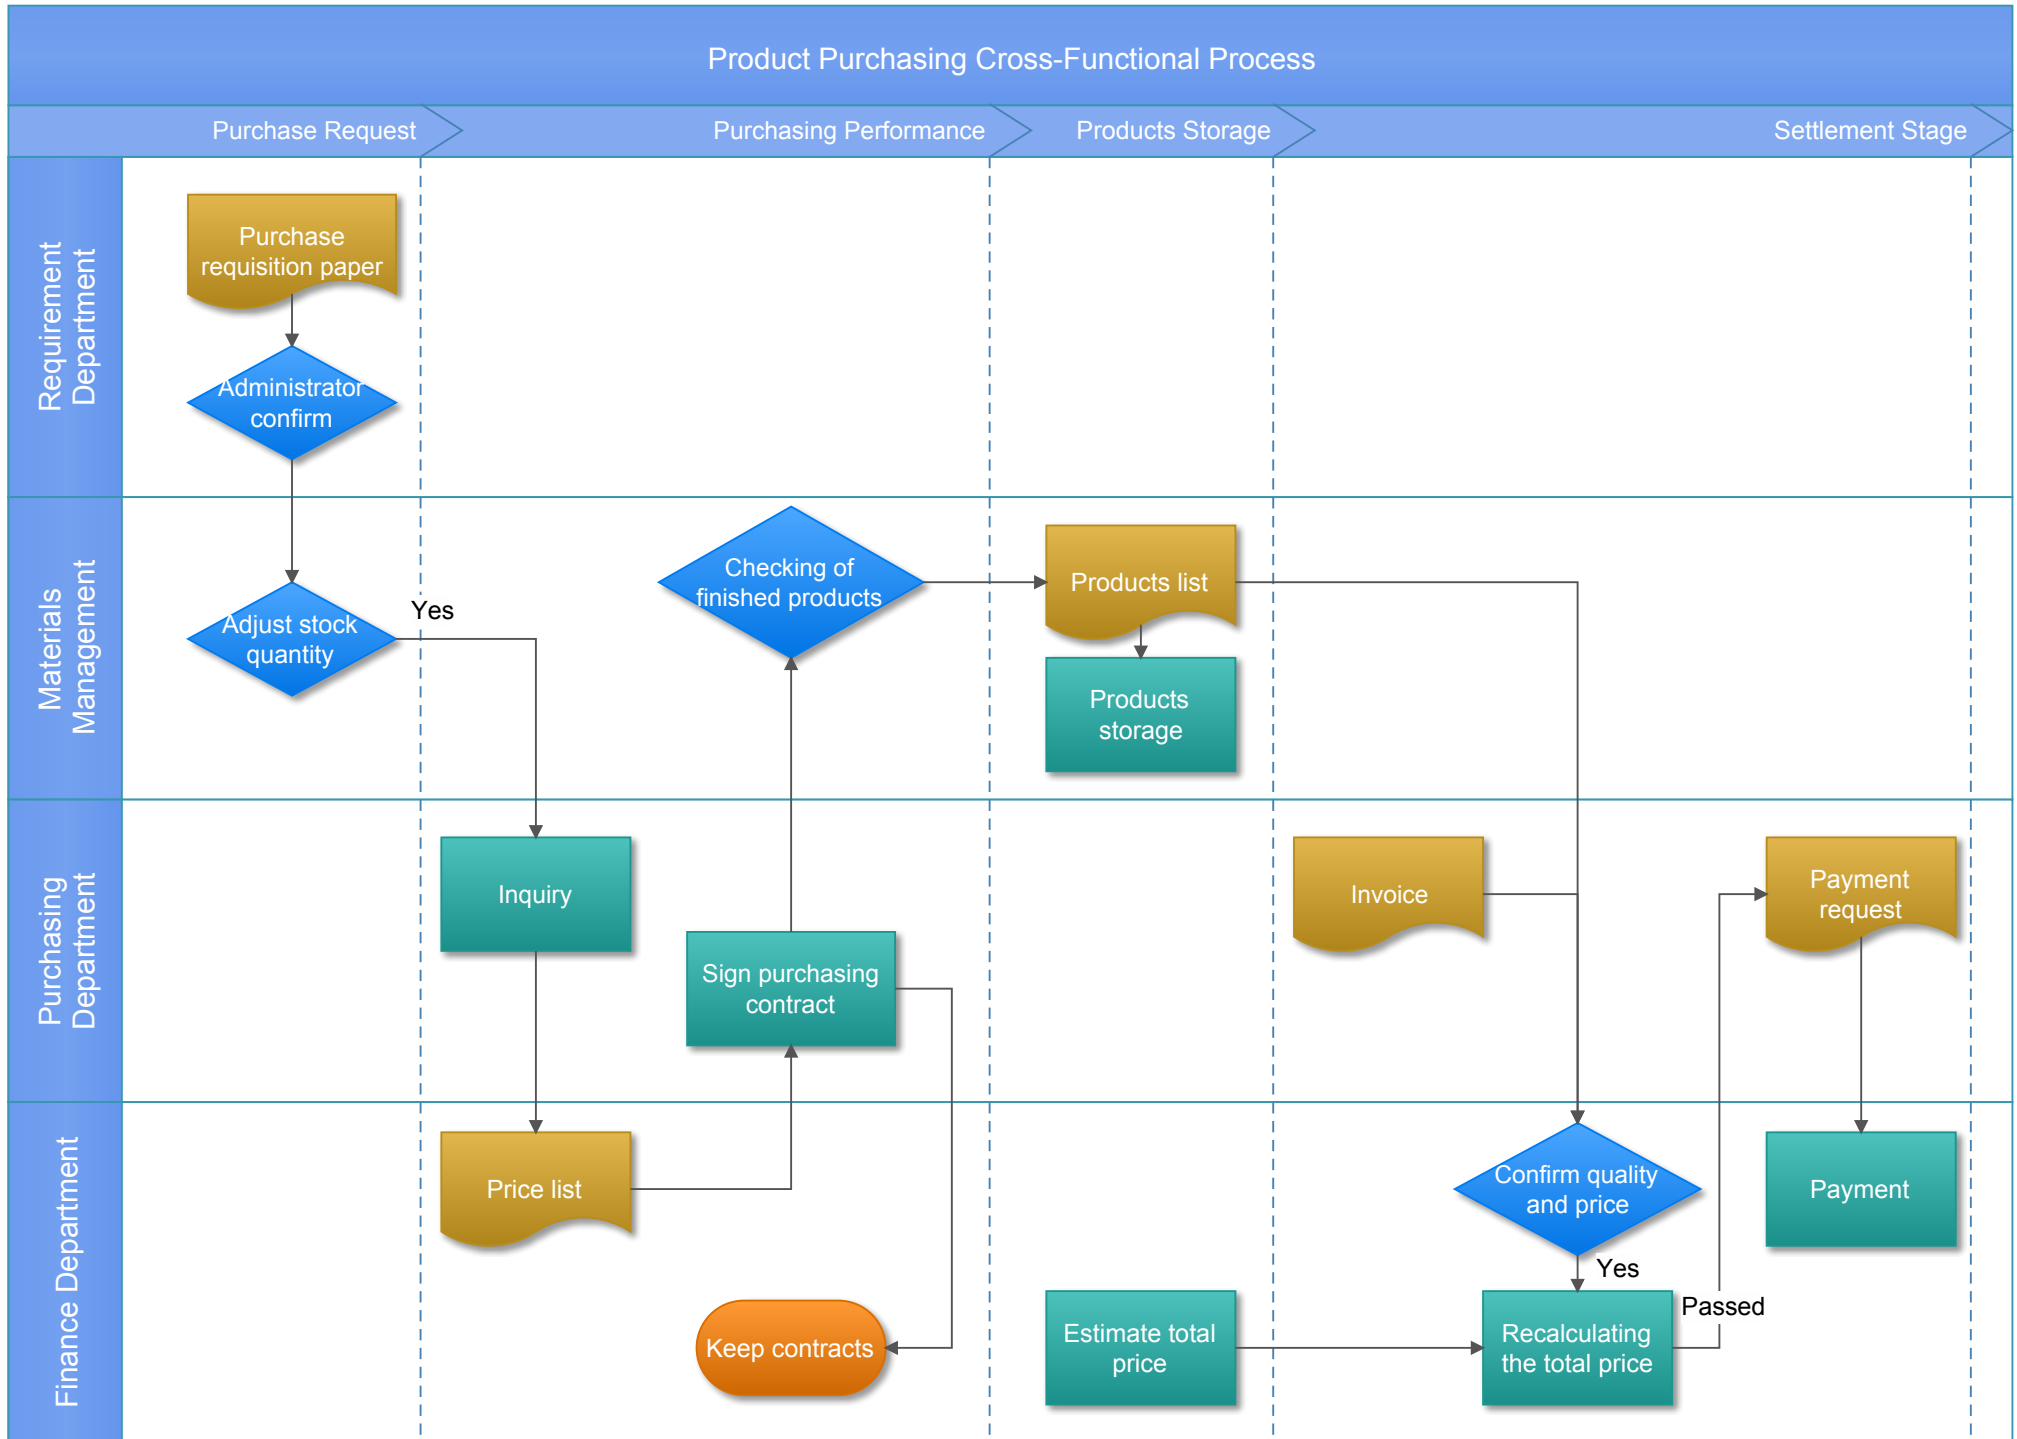 Product Purchasing Cross-Functional Process
Purchase Request
Purchasing Performance
Products Storage
Settlement Stage
Requirement
Department
Purchase
requisition paper
Administrator
confirm
Materials
Management
Adjust stock
quantity
Yes
Checking of
finished products
Products list
Products
storage
Purchasing
Department
Inquiry
Sign purchasing
contract
Invoice
Payment
request
Finance Department
Price list
Keep contracts
Estimate total
price
Confirm quality
and price
Yes
Recalculating
the total price
Passed
Payment